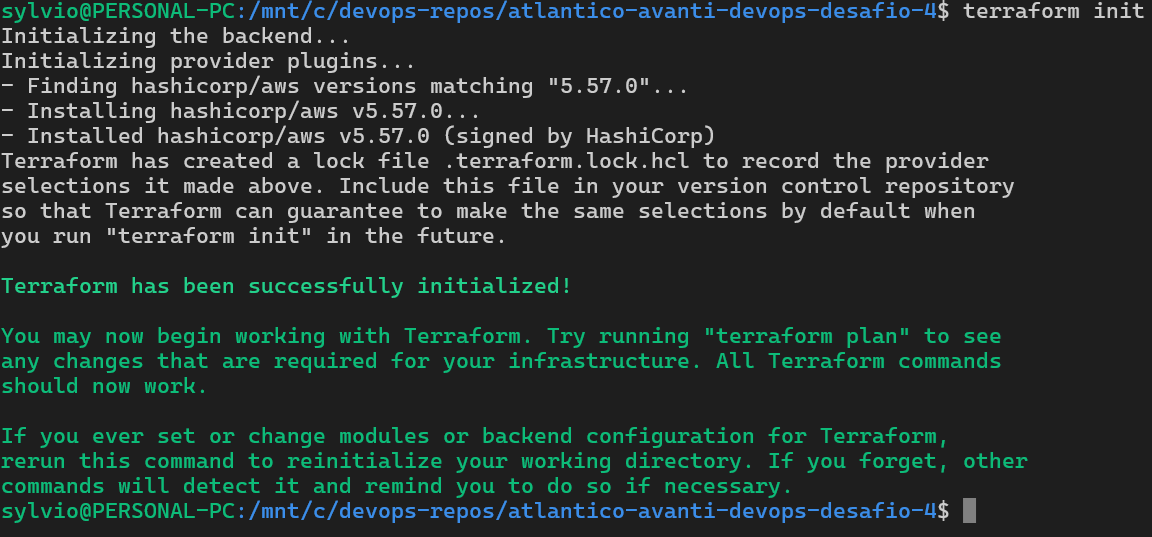 sylvio@PERSONAL-PC:/mnt/c/devops-repos/atlantico-avanti-devops-desafio-4$ terraform init
Initializing the backend...
Initializing provider plugins...
- Finding hashicorp/aws versions matching "5.57.0"...
- Installing hashicorp/aws v5.57.0...
- Installed hashicorp/aws v5.57.0 (signed by HashiCorp)
Terraform has created a lock file .terraform.lock.hcl to record the provider
selections it made above. Include this file in your version control repository
so that Terraform can guarantee to make the same selections by default when
you run "terraform init" in the future.

Terraform has been successfully initialized!

You may now begin working with Terraform. Try running "terraform plan" to see
any changes that are required for your infrastructure. All Terraform commands
should now work.

If you ever set or change modules or backend configuration for Terraform,
rerun this command to reinitialize your working directory. If you forget, other
commands will detect it and remind you to do so if necessary.
sylvio@PERSONAL-PC:/mnt/c/devops-repos/atlantico-avanti-devops-desafio-4$